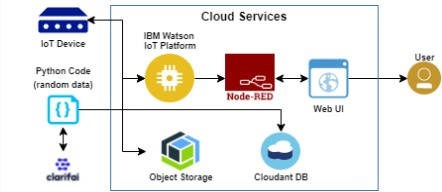 Cloud Services
IoT Device
IBM Watson
IoT Platform
User
Python Code
(random data)
Node-RED
Web UI
clarifai
Object Storage
Cloudant DB